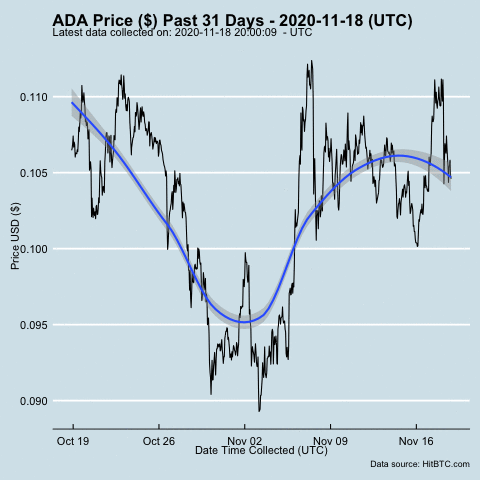 ADA Price ($) Past 31 Days - 2020-11-18 (UTC)
Latest data collected on: 2020-11-18 20:00:09  - UTC
0.110
0.105
0.100
0.095
0.090
Price USD ($)
Oct 19 Oct 26 Nov 02 Nov 09 Nov 16
Date Time Collected (UTC)
Data source: HitBTC.com